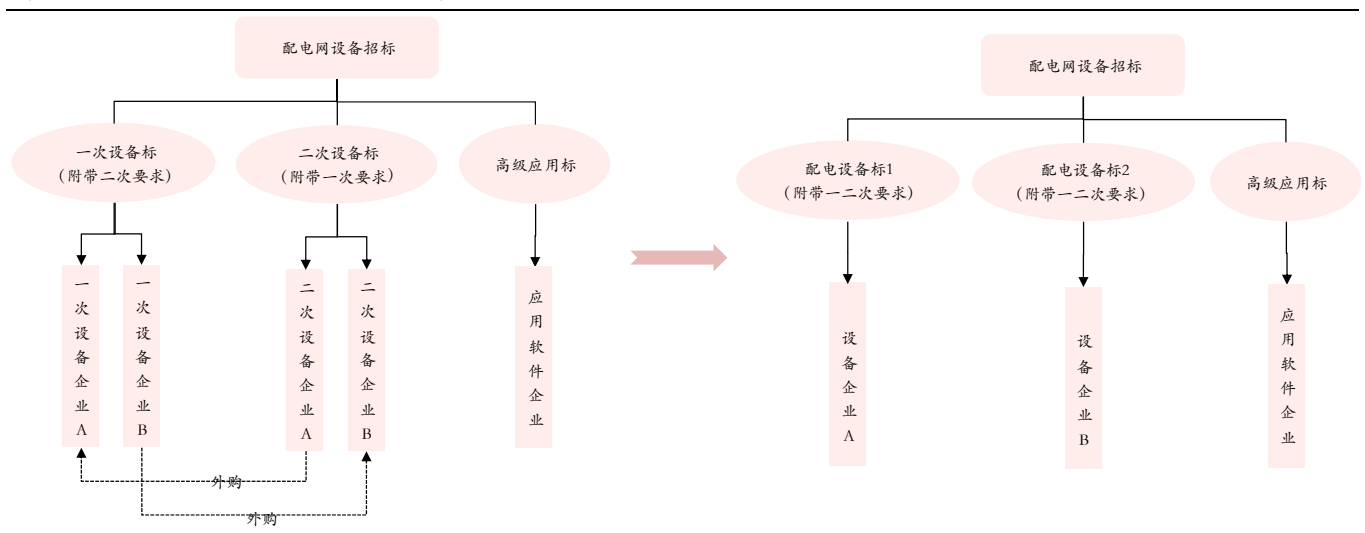 配电网设备招标
一次设备标
（附带二次要求）
二次设备标
（附带一次要求）
高级应用标
一次设备企业A
一次设备企业B
二次设备企业A
二次设备企业B
应用软件企业
外购
外购
配电网设备招标
配电设备标1
（附带一二次要求）
配电设备标2
（附带一二次要求）
高级应用标
设备企业A
设备企业B
应用软件企业